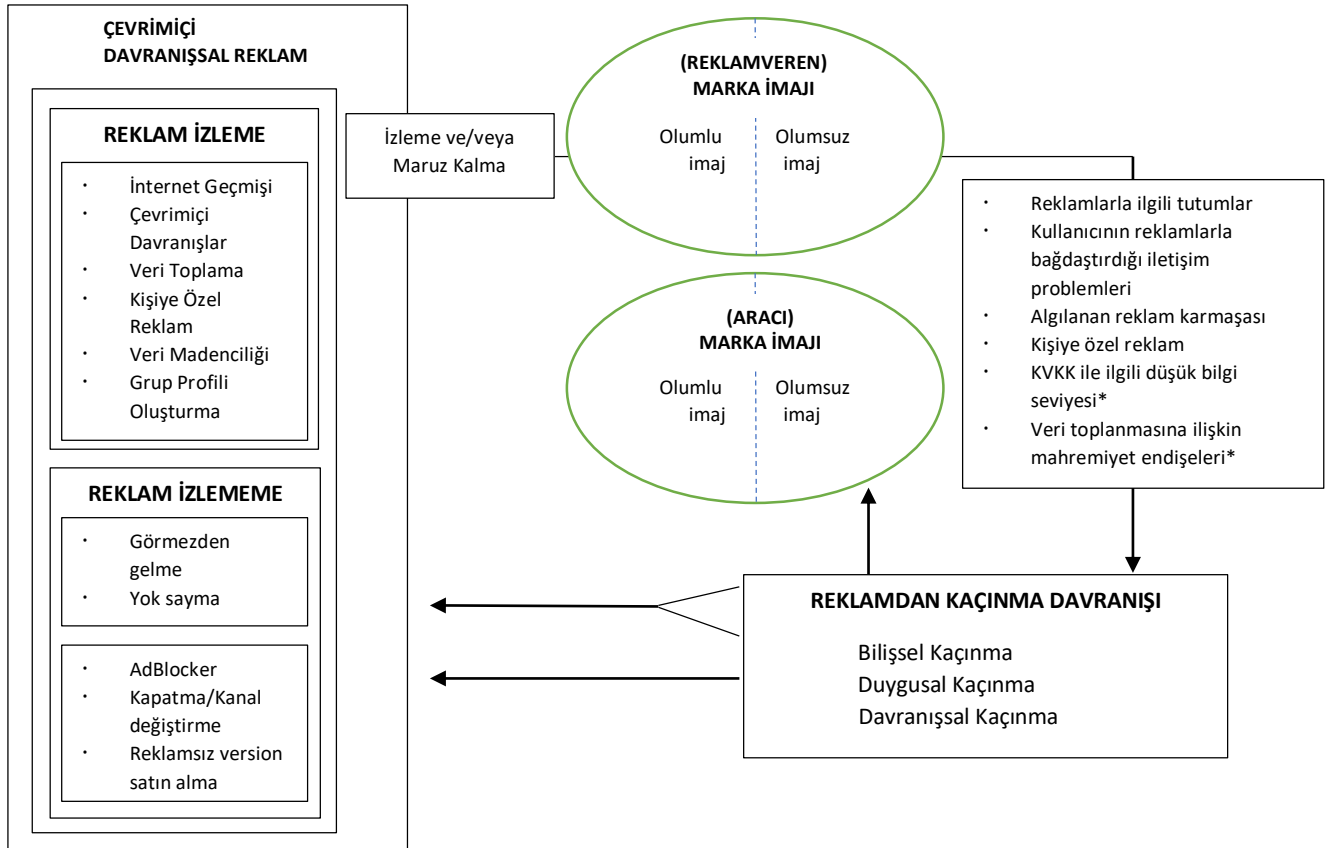 ÇEVRİMİÇİ
DAVRANIŞSAL REKLAM
REKLAM İZLEME
· İnternet Geçmişi
· Çevrimiçi
Davranışlar
· Veri Toplama
· Kişiye Özel
Reklam
· Veri Madenciliği
· Grup Profili
Oluşturma
REKLAM İZLEMEME
· Görmezden
gelme
· Yok sayma
· AdBlocker
· Kapatma/Kanal
değiştirme
· Reklamsız version
satın alma
İzleme ve/veya
Maruz Kalma
(REKLAMVEREN)
MARKA İMAJI
Olumlu
imaj
Olumsuz
imaj
(ARACI)
MARKA İMAJI
Olumlu
imaj
Olumsuz
imaj
· Reklamlarla ilgili tutumlar
· Kullanıcının reklamlarla
bağdaştırdığı iletişim
problemleri
· Algılanan reklam karmaşası
· Kişiye özel reklam
· KVKK ile ilgili düşük bilgi
seviyesi*
· Veri toplanmasına ilişkin
mahremiyet endişeleri*
REKLAMDAN KAÇINMA DAVRANIŞI
Bilişsel Kaçınma
Duygusal Kaçınma
Davranışsal Kaçınma